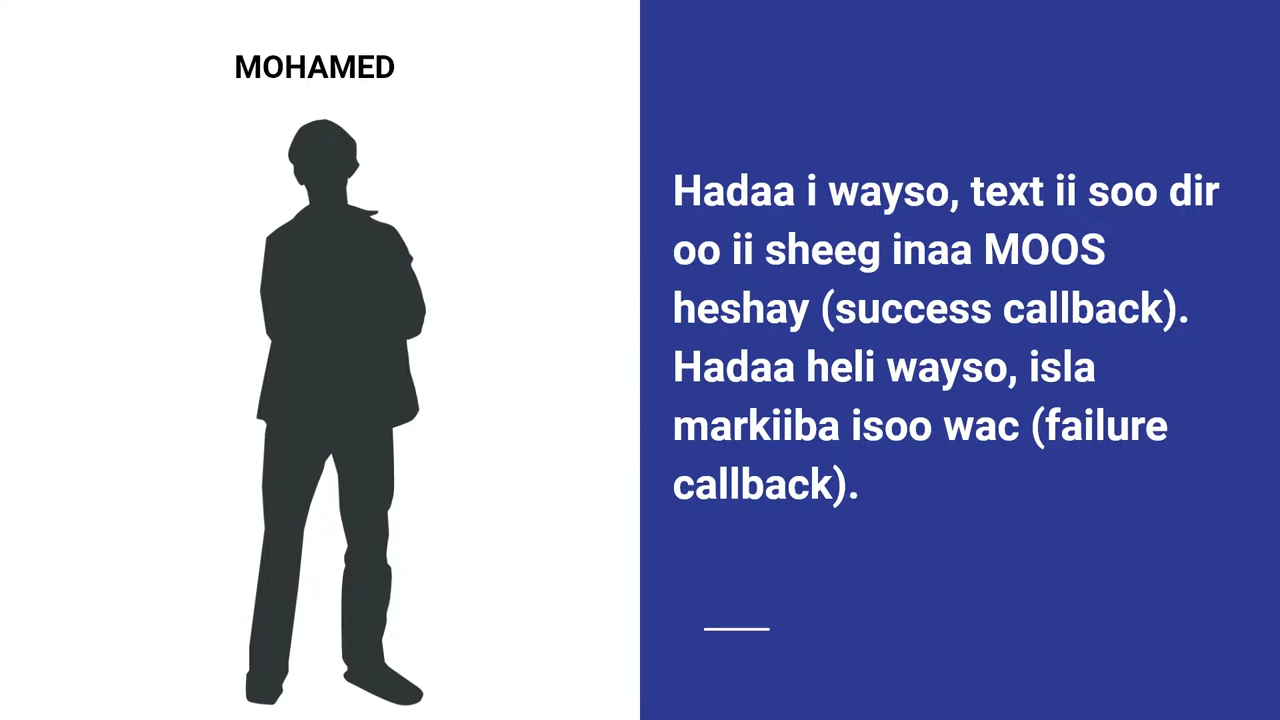 MOHAMED
Hadaa i wayso, text ii soo dir
oo ii sheeg inaa MOOS
heshay (success callback).
Hadaa heli wayso, isla
markiiba isoo wac (failure
callback).